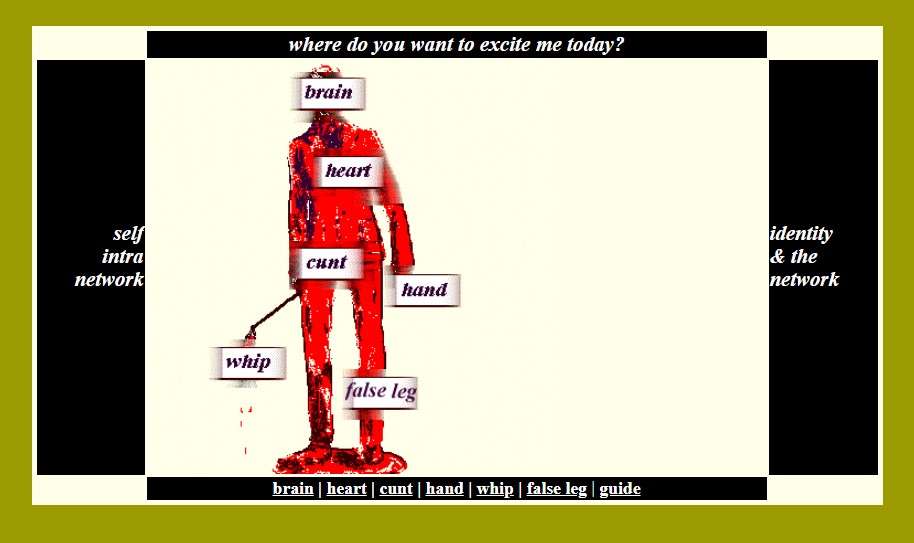 where do you want to excite me today?
brain
heart
self
intra
network
identity
& the
network
cunt
hand
whip
false leg
brain | heart | cunt | hand | whip | false leg | guide